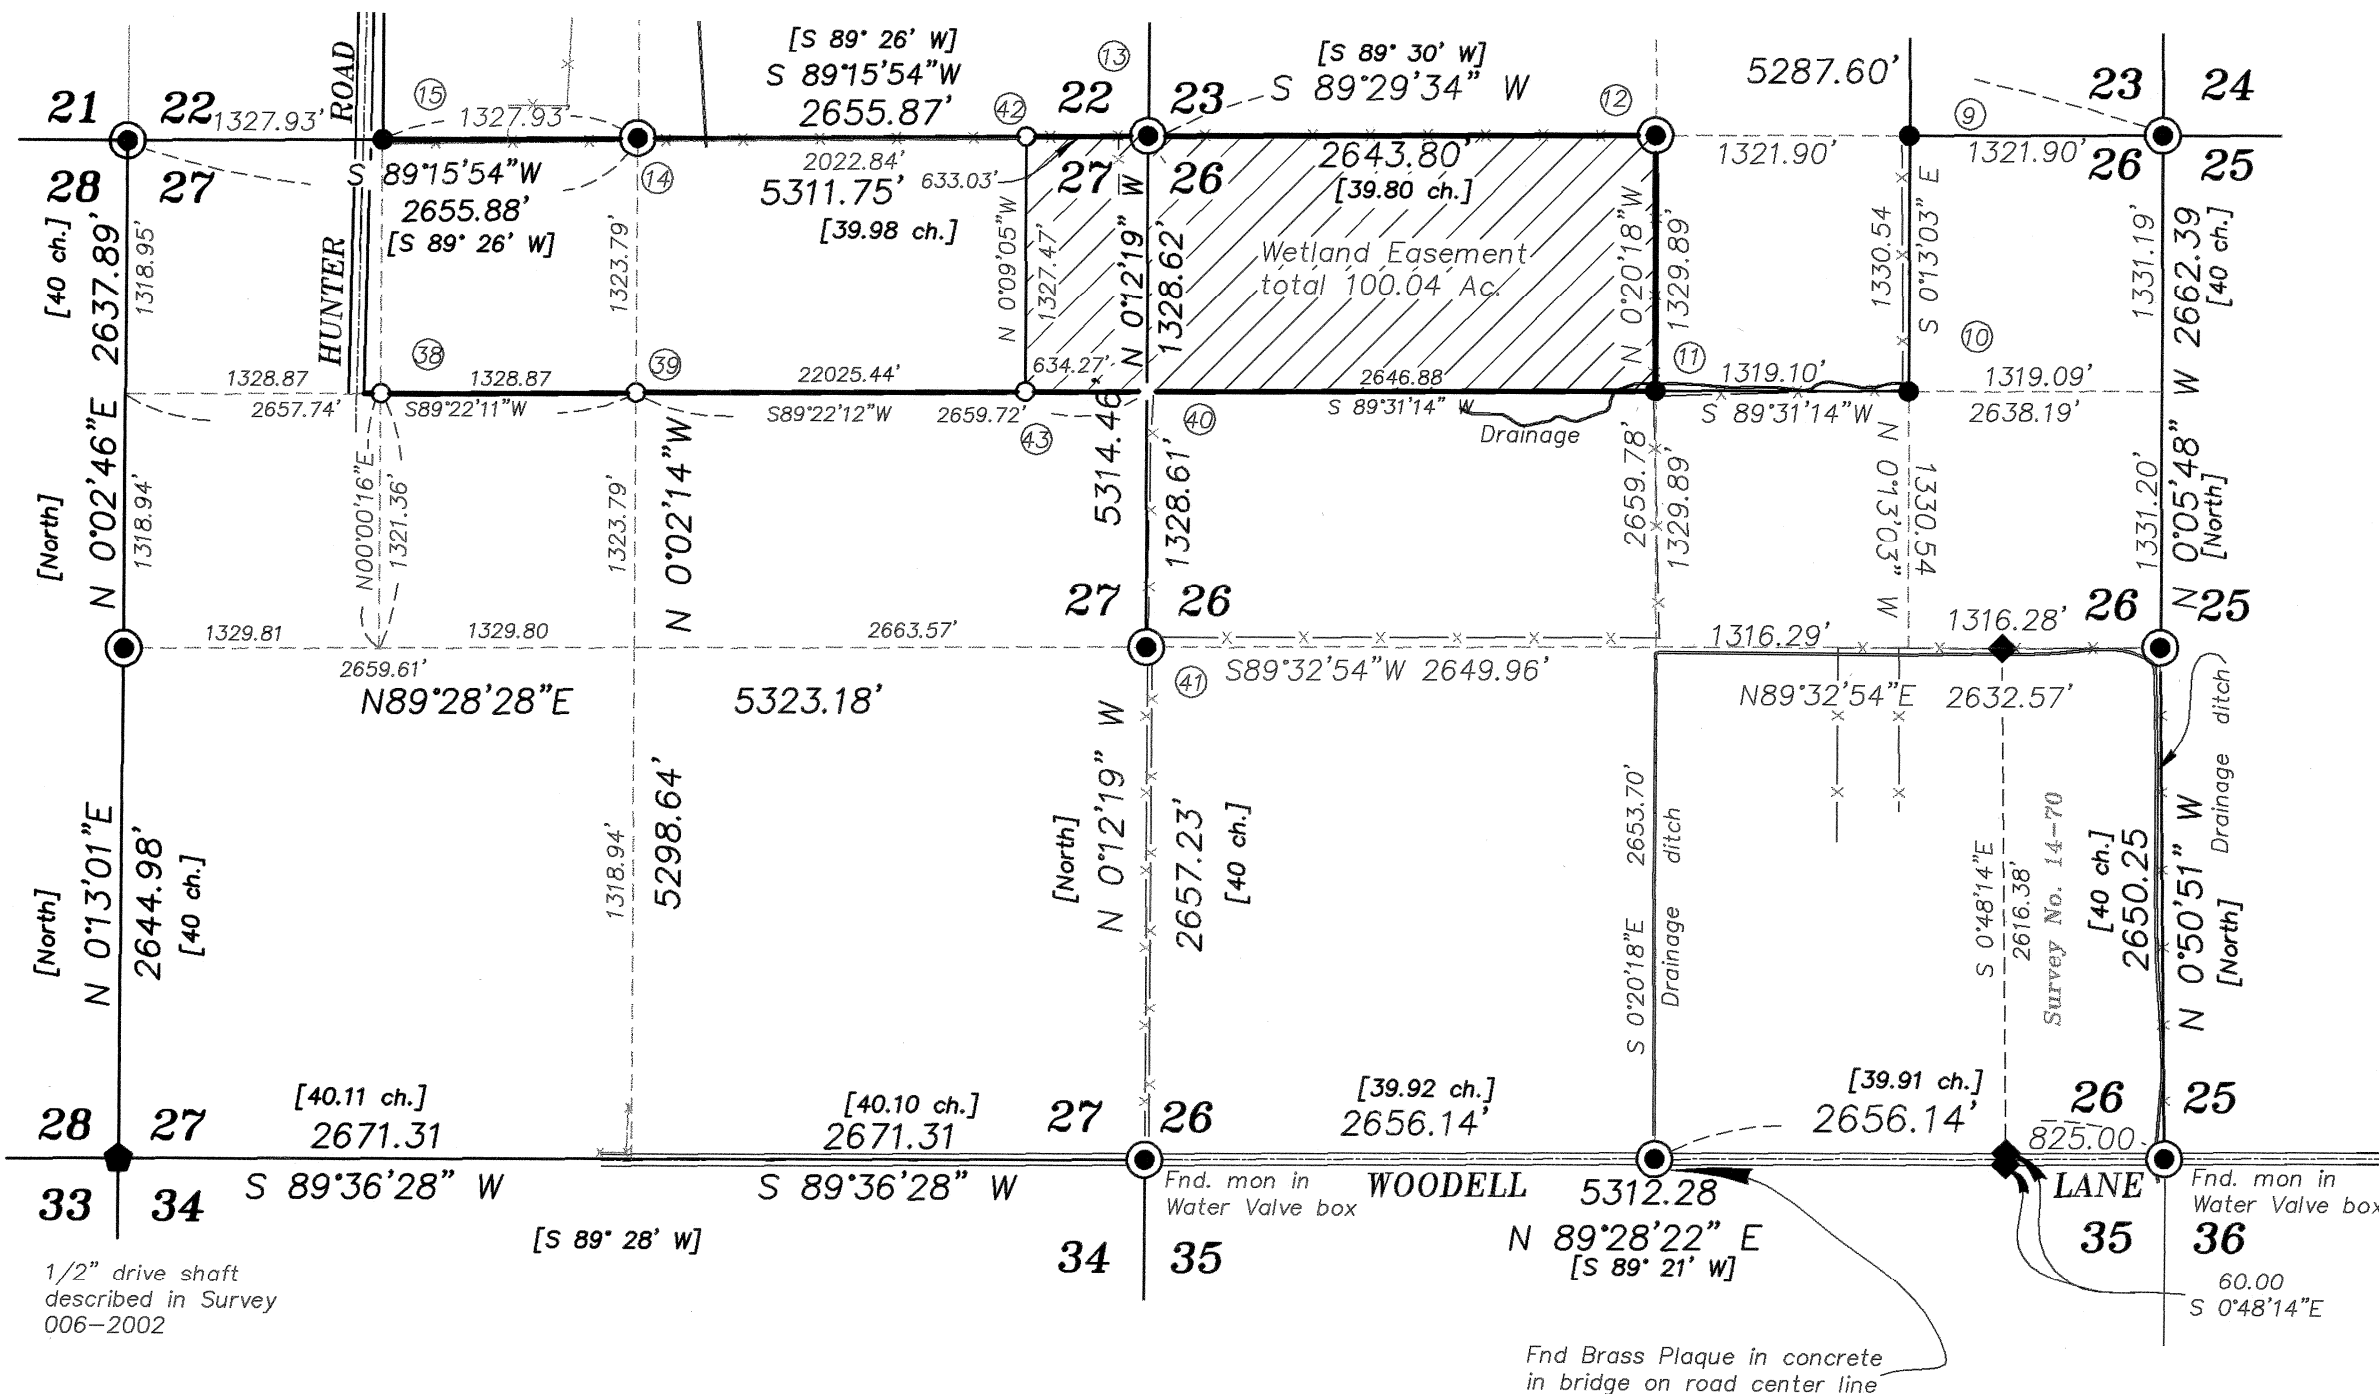 [S 89° 26' W]
S 89°15'54"W
2655.87'
13
[S 89° 30' W]
S 89°29'34" W
5287.60'
21 22
1327.93'
ROAD
15
1327.93'
42
22 23
12
9
23 24
28 27
S 89°15'54"W
2655.88'
[S 89° 26' W]
14
2022.84'
5311.75'
[39.98 ch.]
633.03'
27 26
2643.80'
[39.80 ch.]
1321.90'
1321.90'
26 25
[40 ch.]
N 0°02'46"E 2637.89'
1318.95'
HUNTER
1323.79'
N 0°09'05"W
1327.47'
N 0°12'19" W
1328.62'
Wetland Easement
total 100.04 Ac.
N 0°20'18"W
1329.89'
1330.54
S 0°13'03" E
1331.19'
N 0°05'48" W 2662.39
[40 ch.]
38
39
11
10
1328.87
1328.87
22025.44'
634.27'
2646.88
1319.10'
1319.09'
2657.74'
S89°22'11"W
S89°22'12"W
2659.72'
43
40
S 89°31'14" W
Drainage
S 89°31'14"W
2638.19'
[North]
1318.94'
N00°00'16"E
1321.36'
1323.79'
N 0°02'14"W
5314.46'
1328.61'
2659.78'
1329.89'
N 0°13'03" W
1330.54
1331.20'
[North]
27 26
26 25
1329.81
1329.80
2663.57'
1316.29'
1316.28'
2659.61'
N89°28'28"E
5323.18'
41
S89°32'54"W 2649.96'
N89°32'54"E 2632.57'
Drainage ditch
[North]
N 0°13'01"E
2644.98'
[40 ch.]
1318.94'
5298.64'
[North]
N 0°12'19" W
2657.23'
[40 ch.]
S 0°20'18"E 2653.70'
Drainage ditch
S 0°48'14"E
2616.38'
Survey No. 14-70
[40 ch.]
2650.25
N 0°50'51" W
[North]
28 27
[40.11 ch.]
2671.31
[40.10 ch.]
2671.31
27 26
[39.92 ch.]
2656.14'
[39.91 ch.]
2656.14'
26 25
825.00
33 34
S 89°36'28" W
S 89°36'28" W
[S 89° 28' W]
Fnd. mon in
Water Valve box
WOODELL
LANE
5312.28
N 89°28'22" E
[S 89° 21' W]
34 35
Fnd. mon in
Water Valve box
35 36
60.00
S 0°48'14"E
1/2" drive shaft
described in Survey
006-2002
Fnd Brass Plaque in concrete
in bridge on road center line